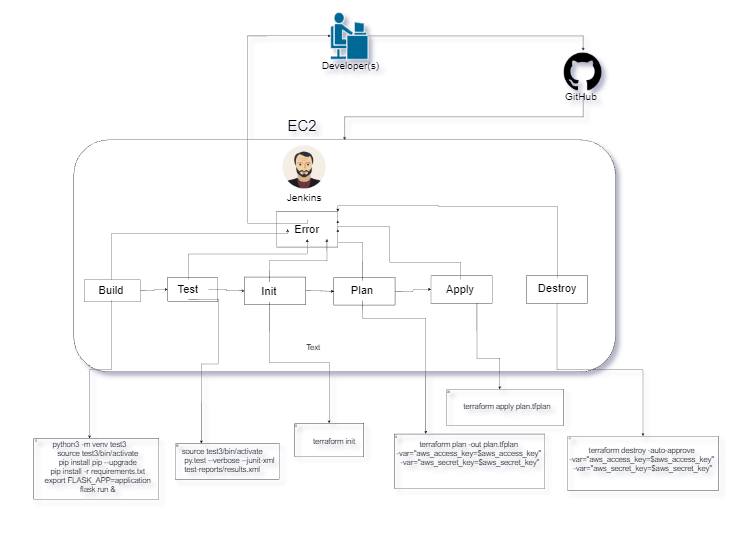 Developer(s)
GitHub
EC2
Jenkins
Error
Build
Test
Init
Plan
Apply
Destroy
Text
terraform apply plan.tfplan
python3 -m venv test3
source test3/bin/activate
pip install pip --upgrade
pip install -r requirements.txt
export FLASK_APP=application
flask run &
source test3/bin/activate
py.test --verbose --junit-xml
test-reports/results.xml
terraform init
terraform plan -out plan.tfplan
-var="aws_access_key=$aws_access_key"
-var="aws_secret_key=$aws_secret_key"
terraform destroy -auto-approve
-var="aws_access_key=$aws_access_key"
-var="aws_secret_key=$aws_secret_key"